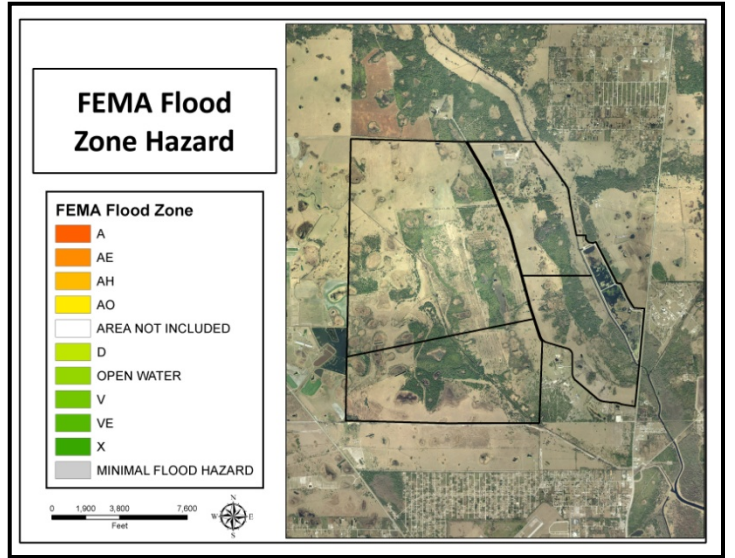 FEMA Flood
Zone Hazard
FEMA Flood Zone
A
AE
AH
AO
AREA NOT INCLUDED
D
OPEN WATER
V
VE
X
MINIMAL FLOOD HAZARD
0 1,900 3,800 7,600
Feet
N
W E
S